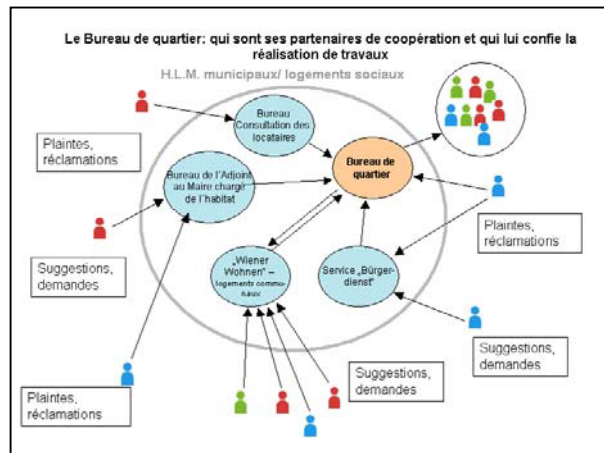 Le Bureau de quartier: qui sont ses partenaires de coopération et qui lui confie la
réalisation de travaux
H.L.M. municipaux/ logements sociaux
Bureau
Consultation des
locataires
Plaintes,
réclamations
Bureau de
quartier
Bureau de l´Adjoint
au Maire chargé
de l´habitat
Plaintes,
réclamations
Suggestions,
demandes
„Wiener
Wohnen" –
logements commu-
naux
Service „Bürger-
dienst"
Suggestions,
demandes
Suggestions,
demandes
Plaintes,
réclamations